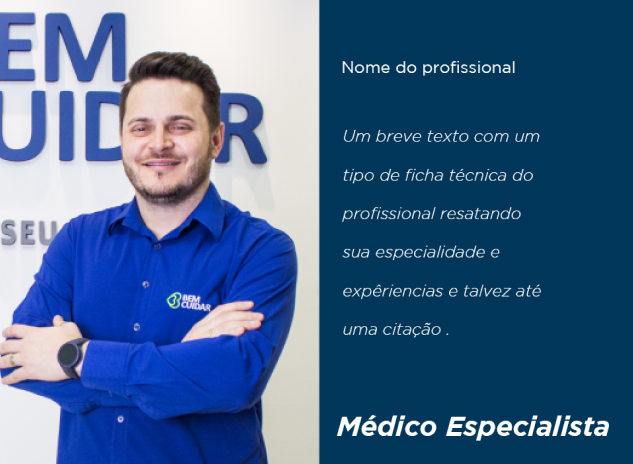 EM
UIDAR
SEU
BEM
CUIDAR
Nome do profissional
Um breve texto com um
tipo de ficha técnica do
profissional resatando
sua especialidade e
expêriencias e talvez até
uma citação .
Médico Especialista